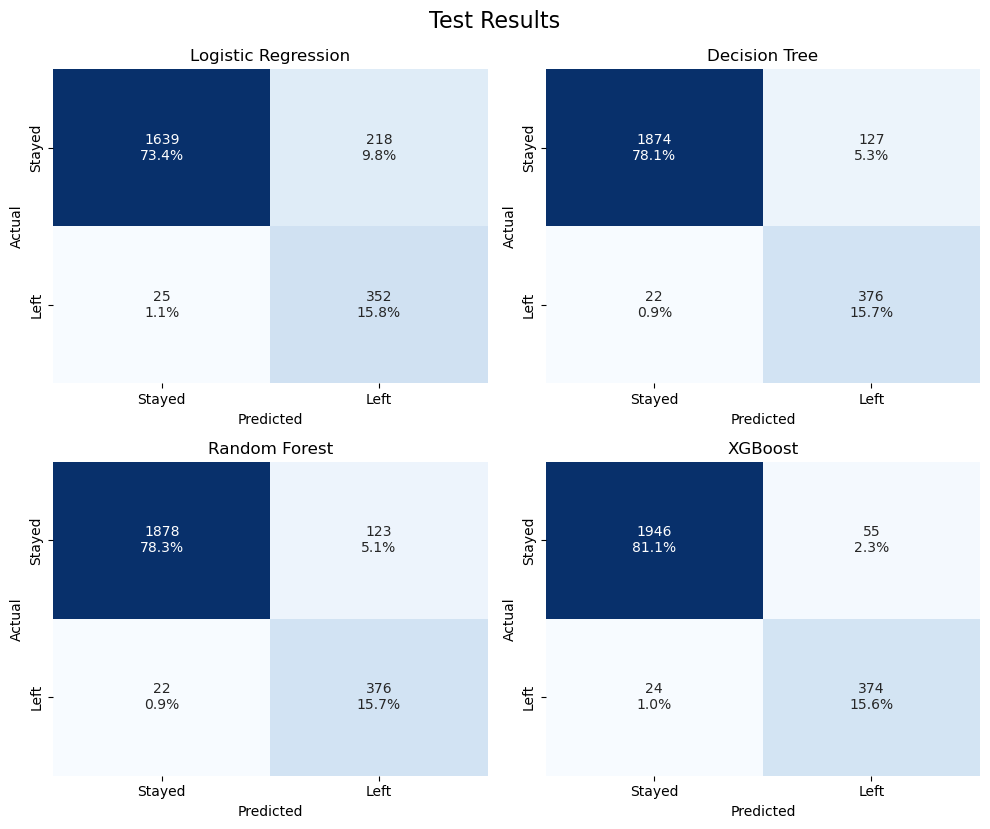 Test Results
Logistic Regression
Actual
Stayed
1639
73.4%
218
9.8%
Left
25
1.1%
352
15.8%
Stayed
Left
Predicted
Decision Tree
Actual
Stayed
1874
78.1%
127
5.3%
Left
22
0.9%
376
15.7%
Stayed
Left
Predicted
Random Forest
Actual
Stayed
1878
78.3%
123
5.1%
Left
22
0.9%
376
15.7%
Stayed
Left
Predicted
XGBoost
Actual
Stayed
1946
81.1%
55
2.3%
Left
24
1.0%
374
15.6%
Stayed
Left
Predicted